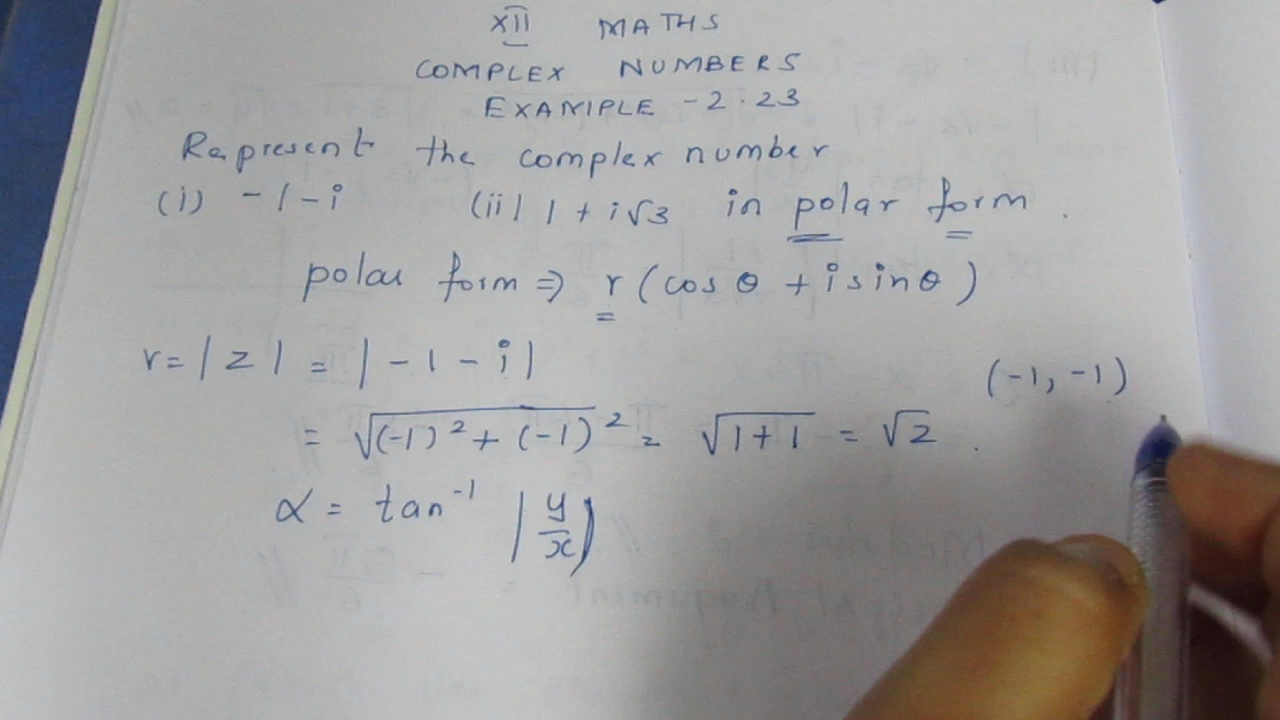 XII MATHS
COMPLEX NUMBERS
EXAMPLE - 2.23
Represent the complex number
(i) -1-i (ii) 1 + i√3 in polar form.
polar form ⇒ r(cos θ + i sin θ)
r = |z| = |-1-i|
(-1, -1)
= √(-1)² + (-1)² = √1+1 = √2.
α = tan⁻¹ |y/x|